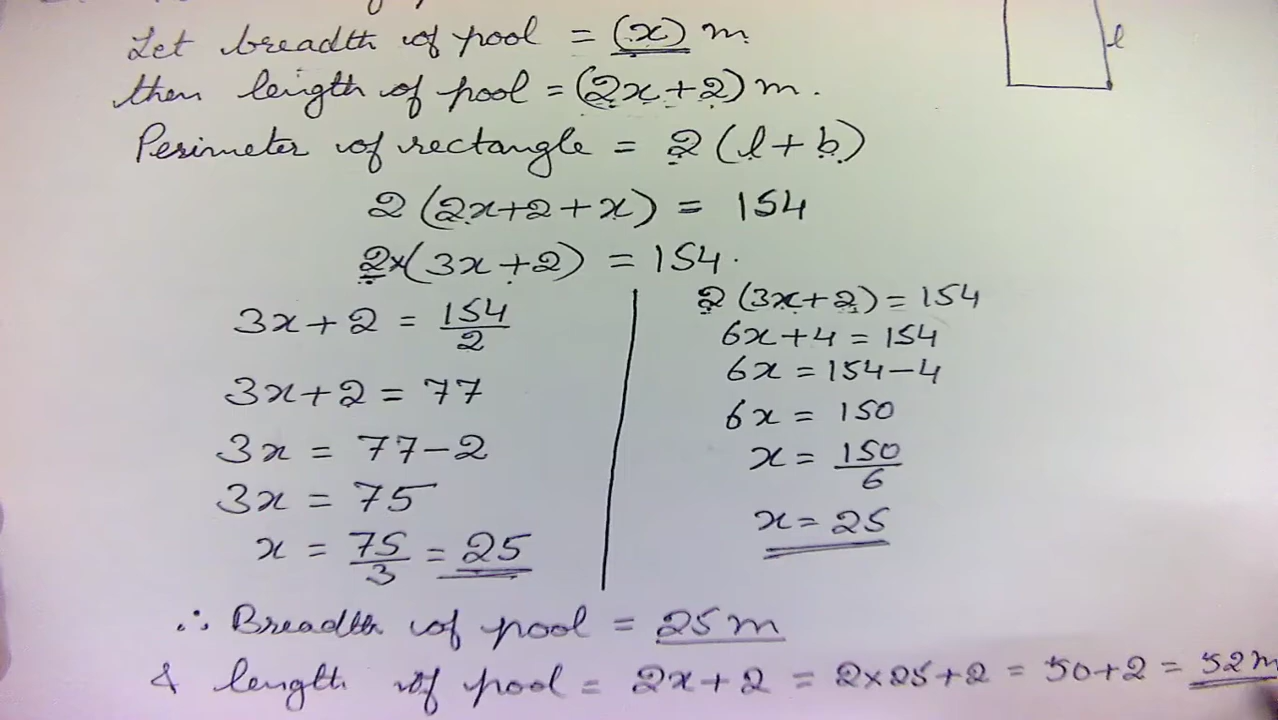 Let breadth of pool = (x) m
l
then length of pool = (2x+2) m.
Perimeter of rectangle = 2 (l + b)
2 (2x+2+x) = 154
2×(3x+2) = 154.
3x+2 = 154/2
3x+2 = 77
3x = 77-2
3x = 75
x = 75/3 = 25
2 (3x+2) = 154
6x+4 = 154
6x = 154-4
6x = 150
x = 150/6
x = 25
∴ Breadth of pool = 25 m
& length of pool = 2x+2 = 2×25+2 = 50+2 = 52 m